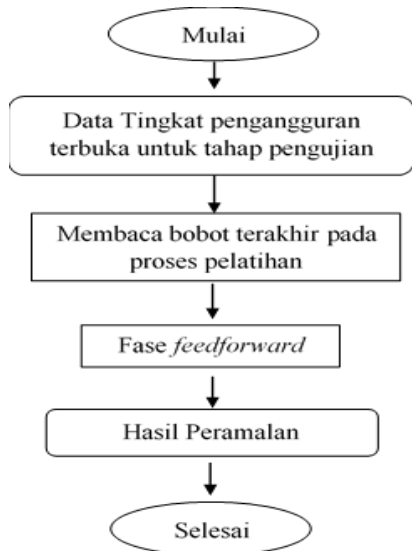 Mulai
Data Tingkat pengangguran
terbuka untuk tahap pengujian
Membaca bobot terakhir pada
proses pelatihan
Fase feedforward
Hasil Peramalan
Selesai